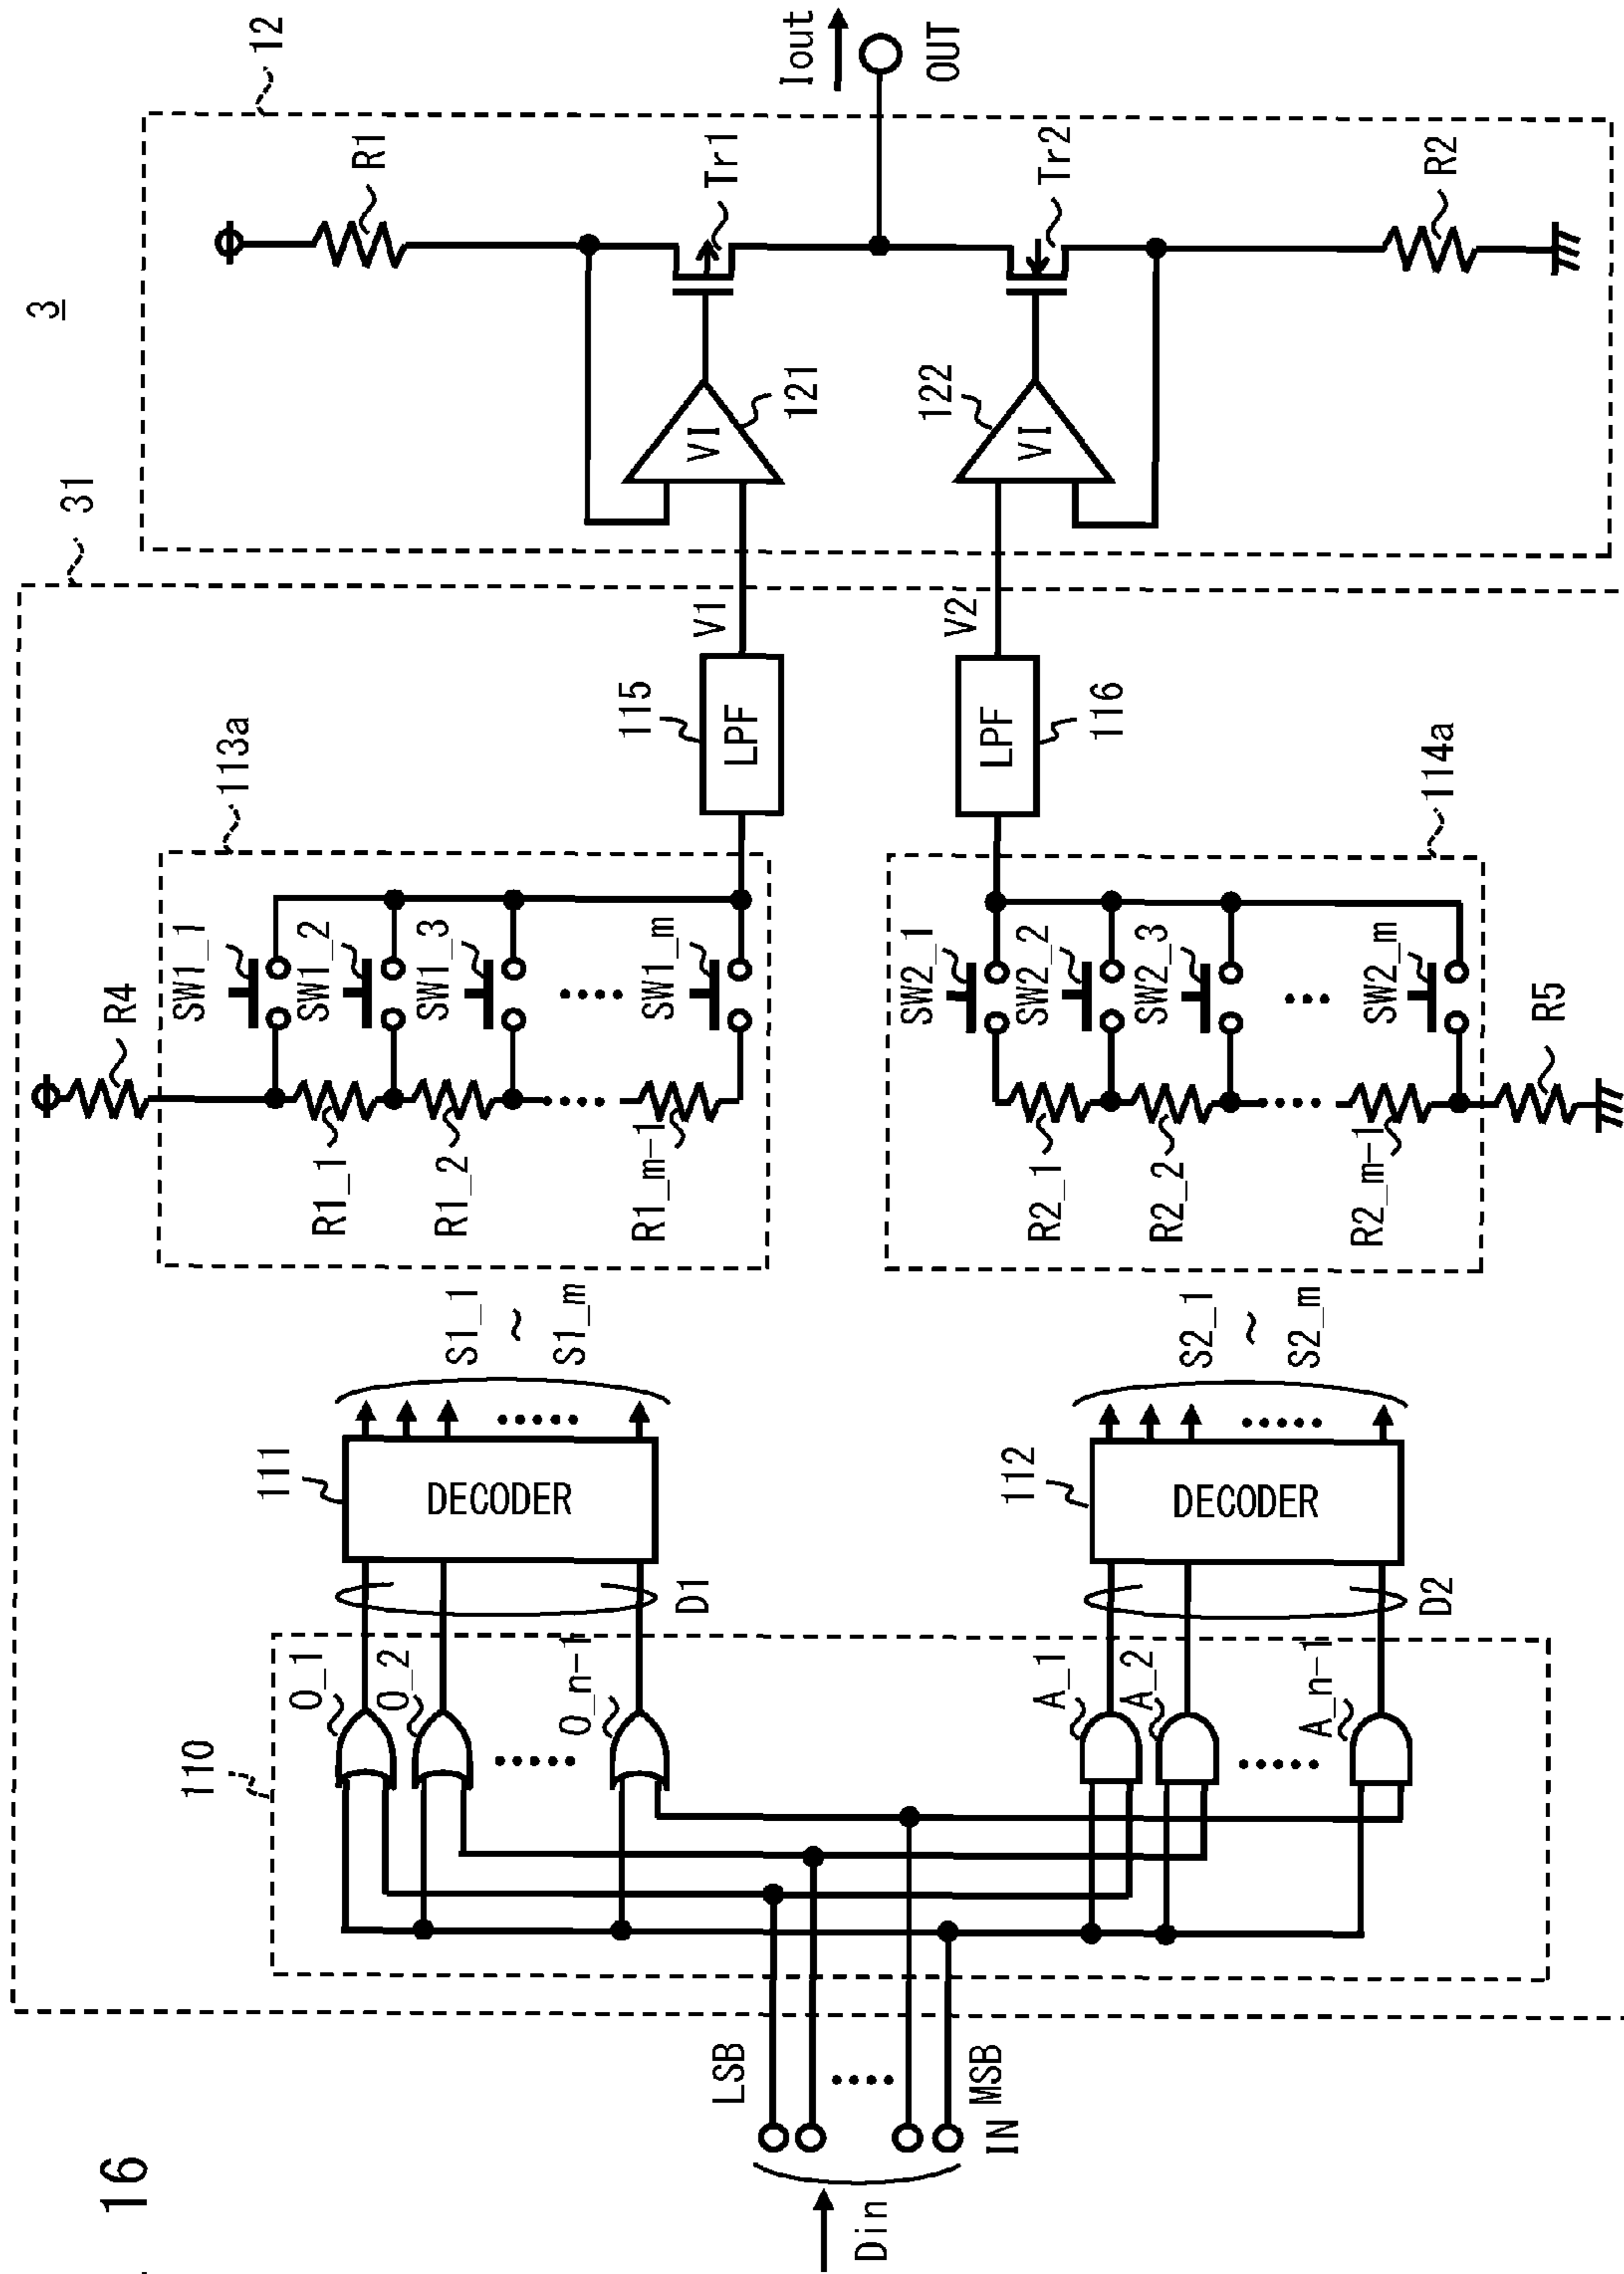 16
3
31
12
Din
LSB
MSB
IN
110
O_1
O_2
O_n-1
A_1
A_2
A_n-1
D1
D2
111
DECODER
112
DECODER
S1_1
~
S1_m
S2_1
~
S2_m
R4
113a
SW1_1
SW1_2
SW1_3
SW1_m
R1_1
R1_2
R1_m-1
114a
SW2_1
SW2_2
SW2_3
SW2_m
R2_1
R2_2
R2_m-1
R5
115
LPF
V1
116
LPF
V2
VI
121
VI
122
R1
Tr1
Tr2
R2
Iout
OUT